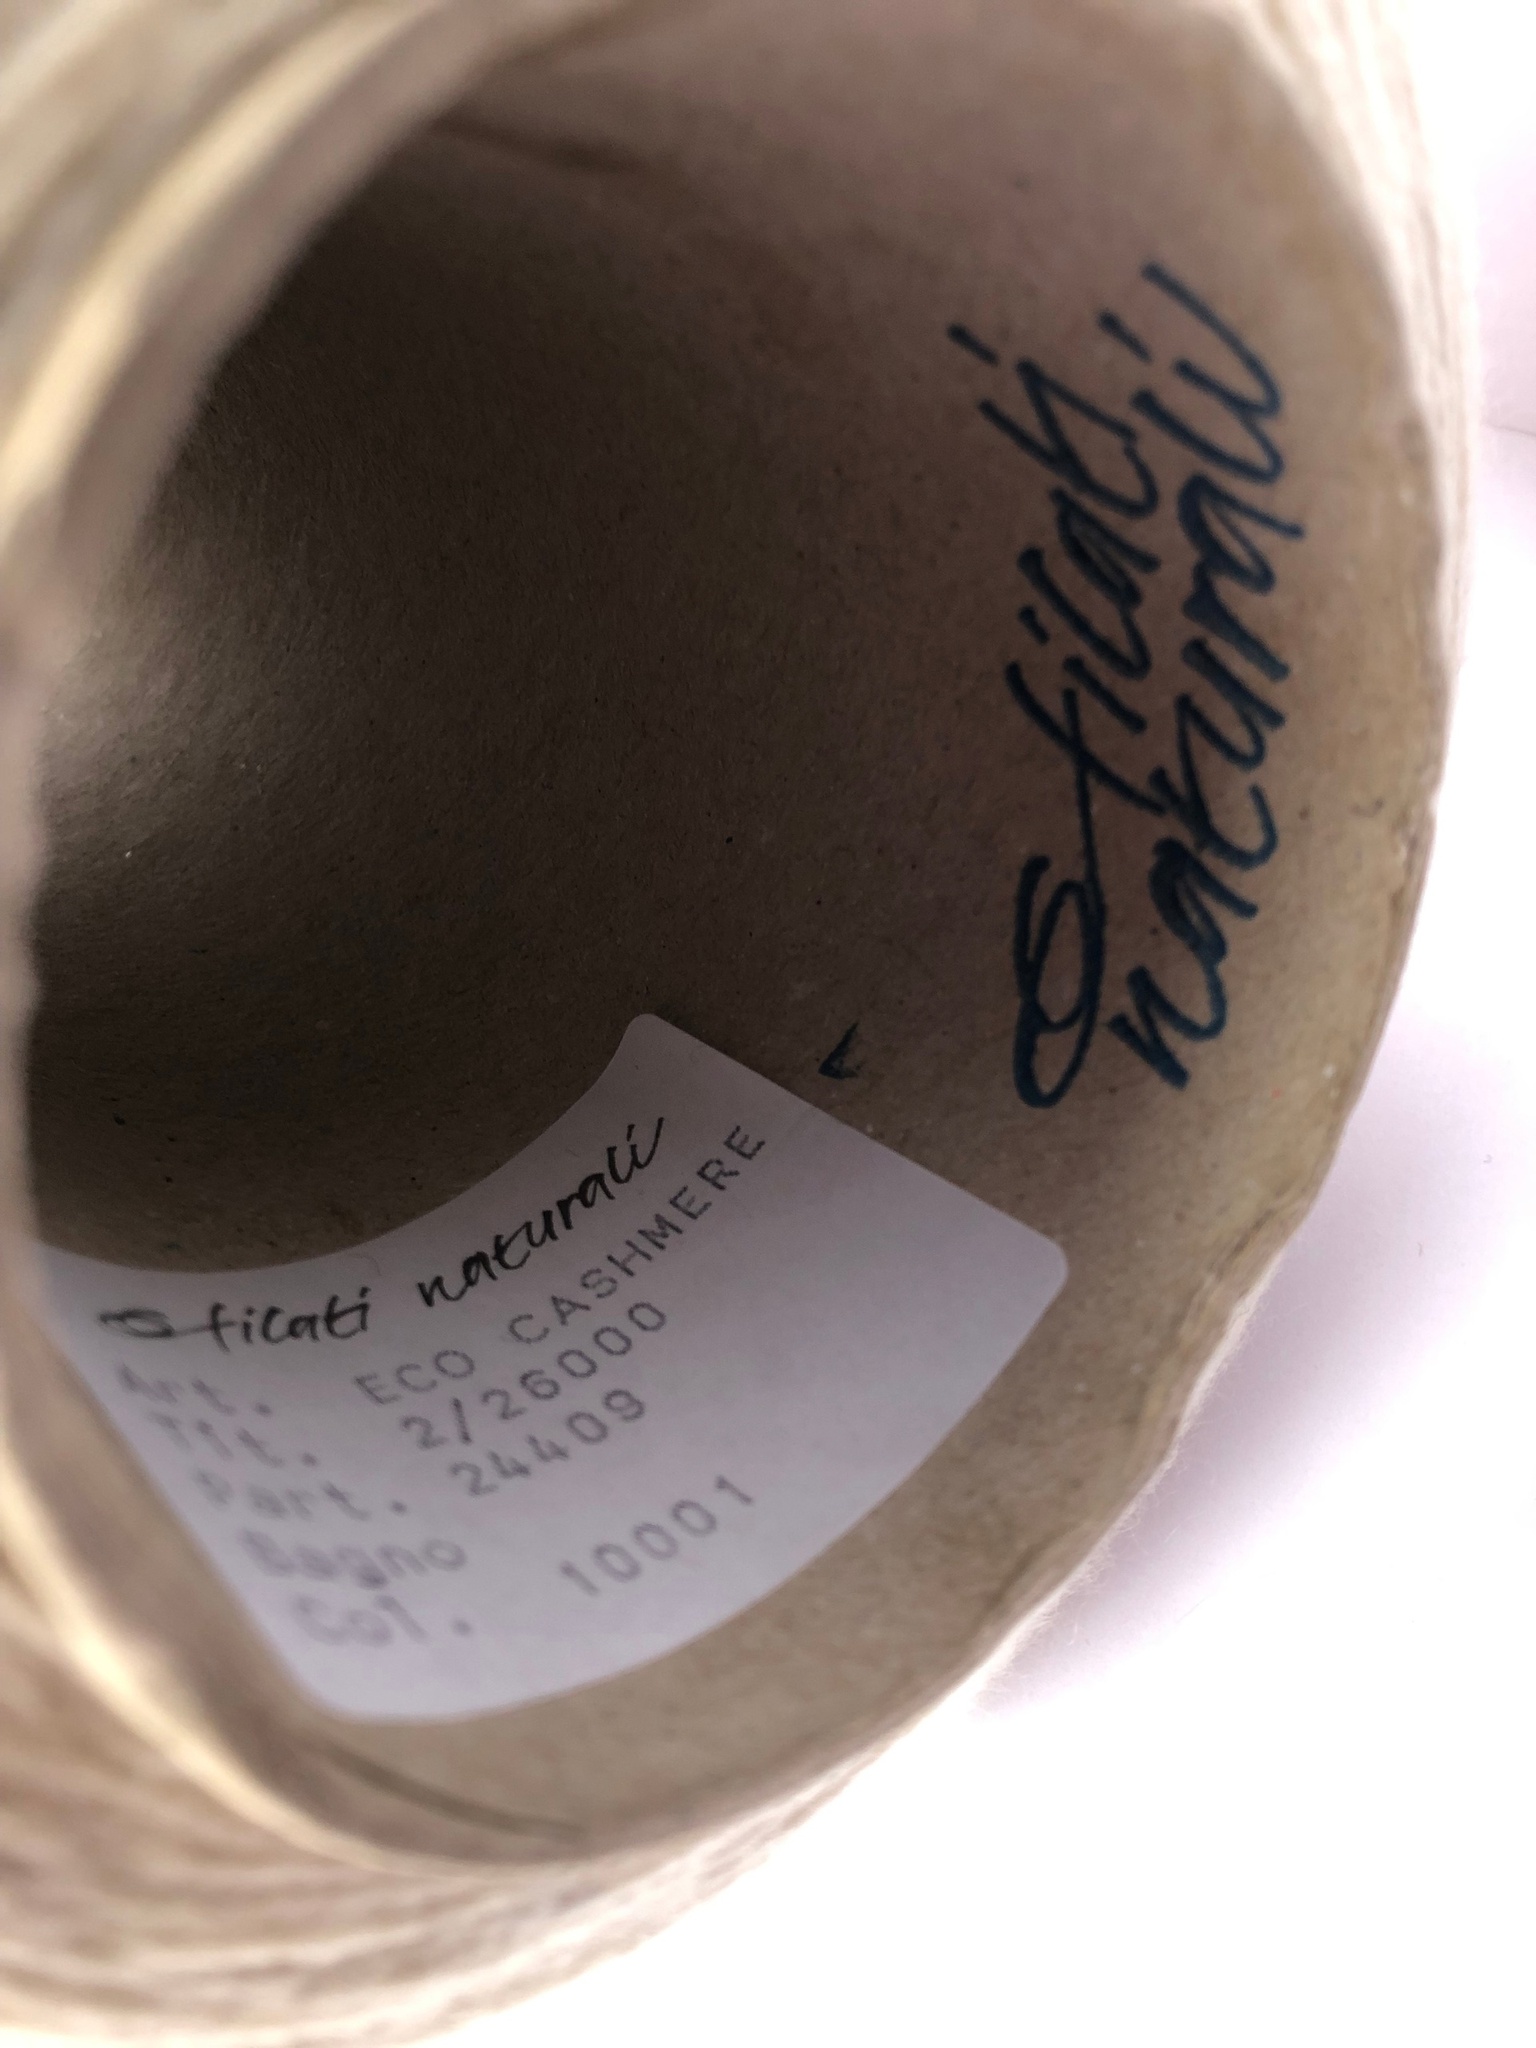 filati
naturali
filati naturali
Art. ECO CASHMERE
Tit. 2/26000
Part. 24409
Bagno
Col. 10001